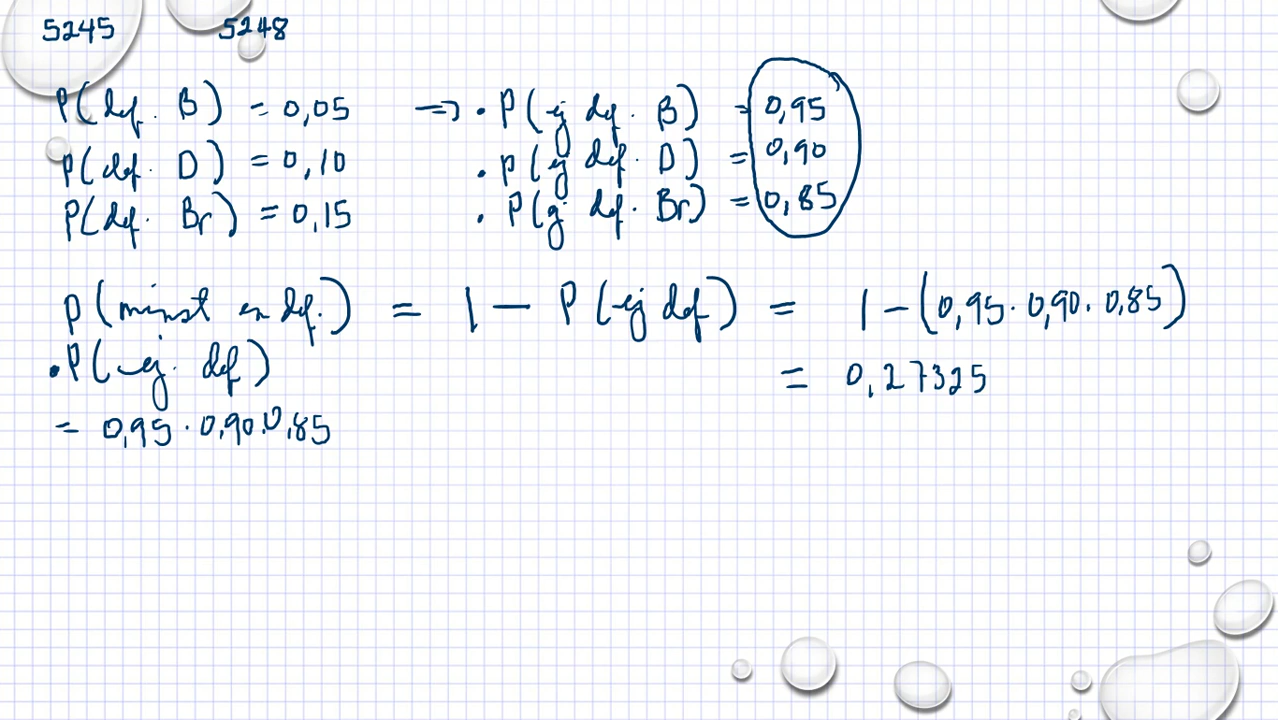 5245 5248
P(def. B) = 0,05 => • P(ej def. B) = 0,95
P(def. D) = 0,10 • P(ej def. D) = 0,90
P(def. Br) = 0,15 • P(ej def. Br) = 0,85
P(minst en def.) = 1 - P(ej def) = 1 - (0,95 · 0,90 · 0,85)
• P(ej. def) = 0,27325
= 0,95 · 0,90 · 0,85